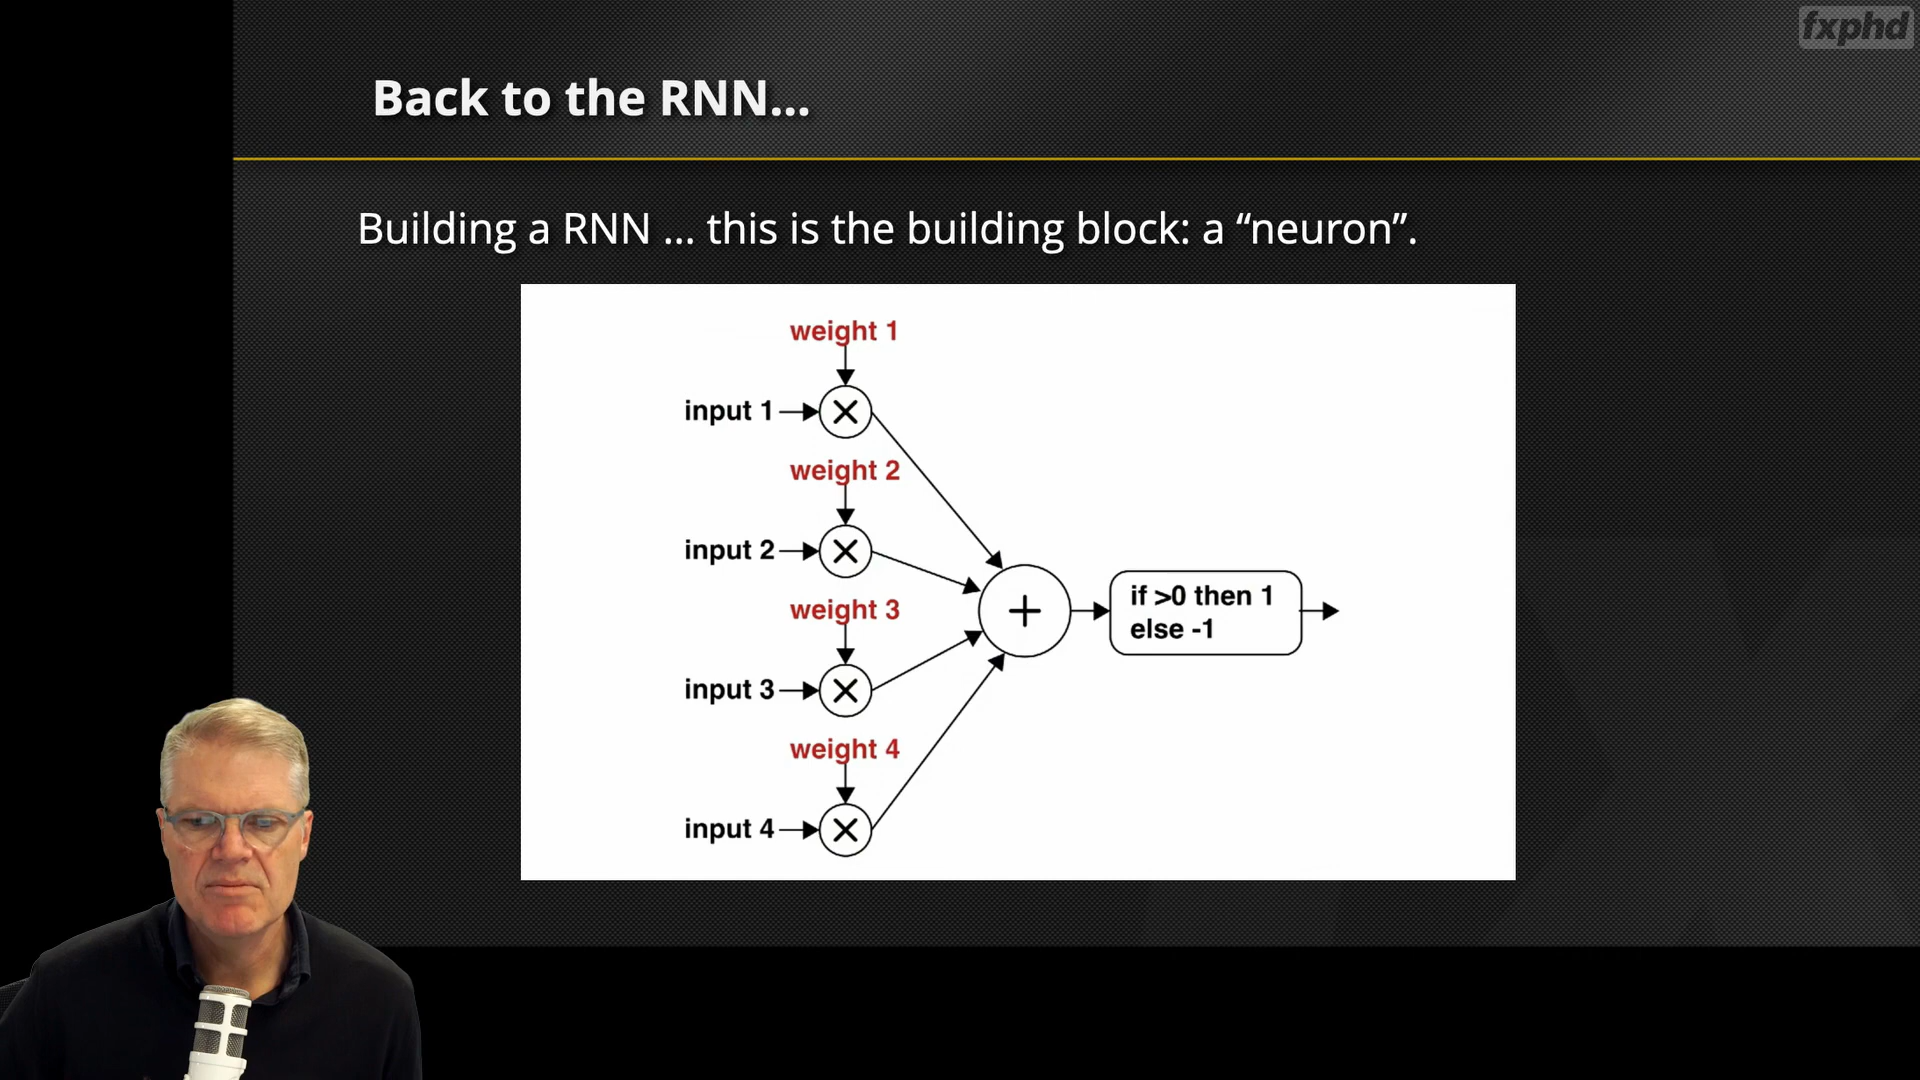 fxphd
Back to the RNN...
Building a RNN ... this is the building block: a “neuron”.
weight 1
input 1
weight 2
input 2
weight 3
input 3
weight 4
input 4
+
if >0 then 1
else -1